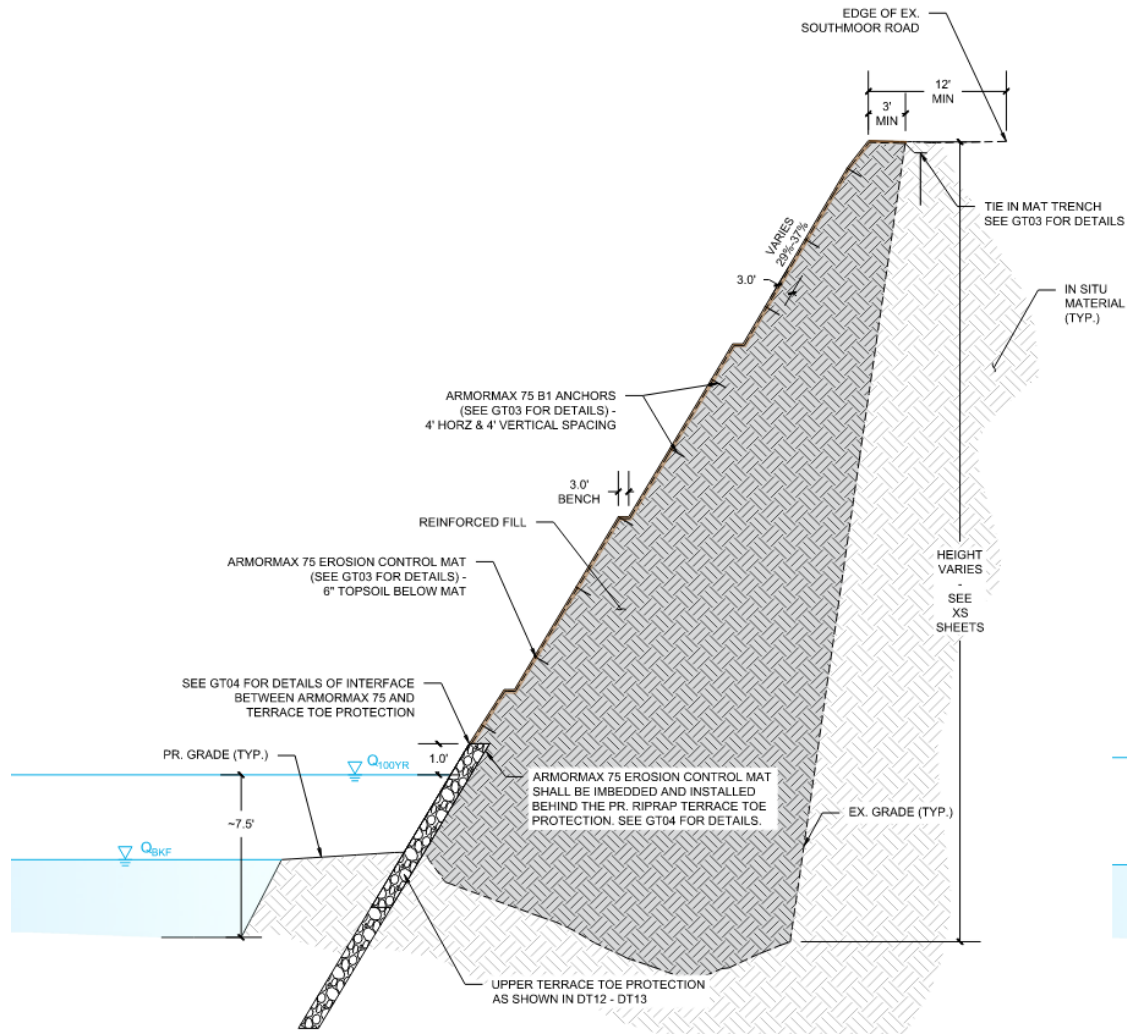 EDGE OF EX.
SOUTHMOOR ROAD
12'
MIN
3'
MIN
TIE IN MAT TRENCH
SEE GT03 FOR DETAILS
VARIES
29%-37%
3.0'
IN SITU
MATERIAL
(TYP.)
ARMORMAX 75 B1 ANCHORS
(SEE GT03 FOR DETAILS) -
4' HORZ & 4' VERTICAL SPACING
3.0'
BENCH
REINFORCED FILL
ARMORMAX 75 EROSION CONTROL MAT
(SEE GT03 FOR DETAILS) -
6" TOPSOIL BELOW MAT
HEIGHT
VARIES
-
SEE
XS
SHEETS
SEE GT04 FOR DETAILS OF INTERFACE
BETWEEN ARMORMAX 75 AND
TERRACE TOE PROTECTION
PR. GRADE (TYP.)
Q100YR
1.0'
ARMORMAX 75 EROSION CONTROL MAT
SHALL BE IMBEDDED AND INSTALLED
BEHIND THE PR. RIPRAP TERRACE TOE
PROTECTION. SEE GT04 FOR DETAILS.
EX. GRADE (TYP.)
~7.5'
QBKF
UPPER TERRACE TOE PROTECTION
AS SHOWN IN DT12 - DT13